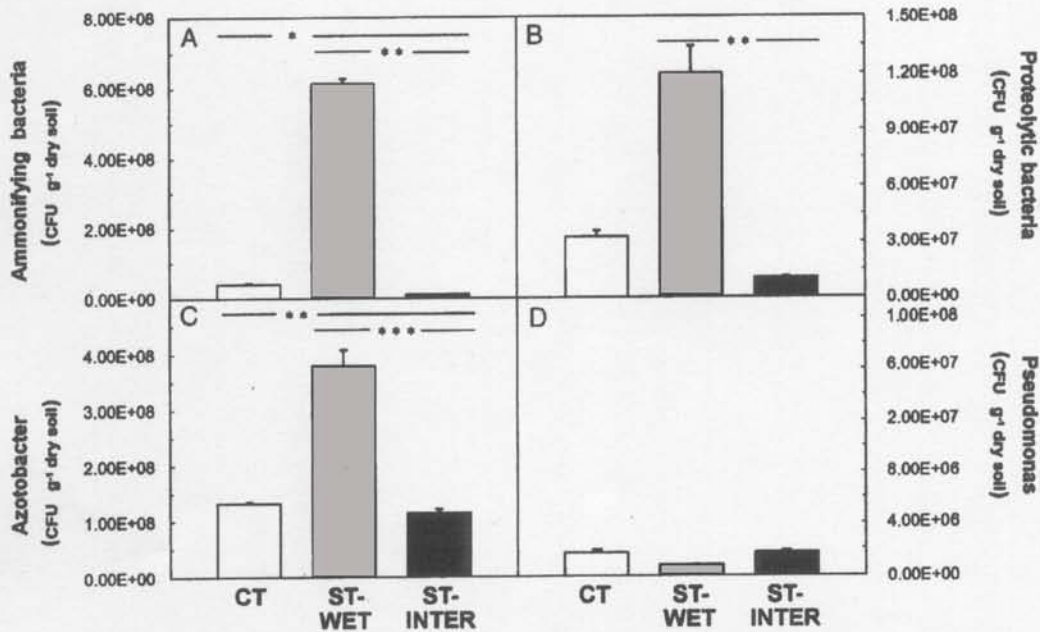 8.00E+08
6.00E+08
4.00E+08
2.00E+08
0.00E+00
Ammonifying bacteria
(CFU g⁻¹ dry soil)
A
*
**
B
**
1.50E+08
1.20E+08
9.00E+07
6.00E+07
3.00E+07
0.00E+00
Proteolytic bacteria
(CFU g⁻¹ dry soil)
4.00E+08
3.00E+08
2.00E+08
1.00E+08
0.00E+00
Azotobacter
(CFU g⁻¹ dry soil)
C
**
***
D
1.00E+08
6.00E+07
2.00E+07
8.00E+06
4.00E+06
0.00E+00
Pseudomonas
(CFU g⁻¹ dry soil)
CT
ST-
WET
ST-
INTER
CT
ST-
WET
ST-
INTER